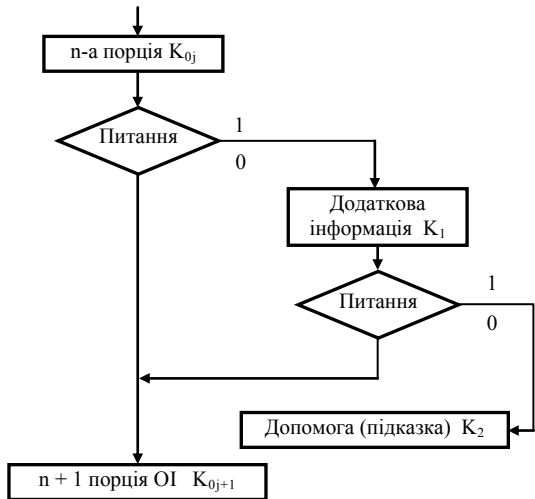 n-а порція K₀ⱼ
Питання
1
0
Додаткова
інформація K₁
Питання
1
0
Допомога (підказка) K₂
n + 1 порція ОІ K₀ⱼ₊₁